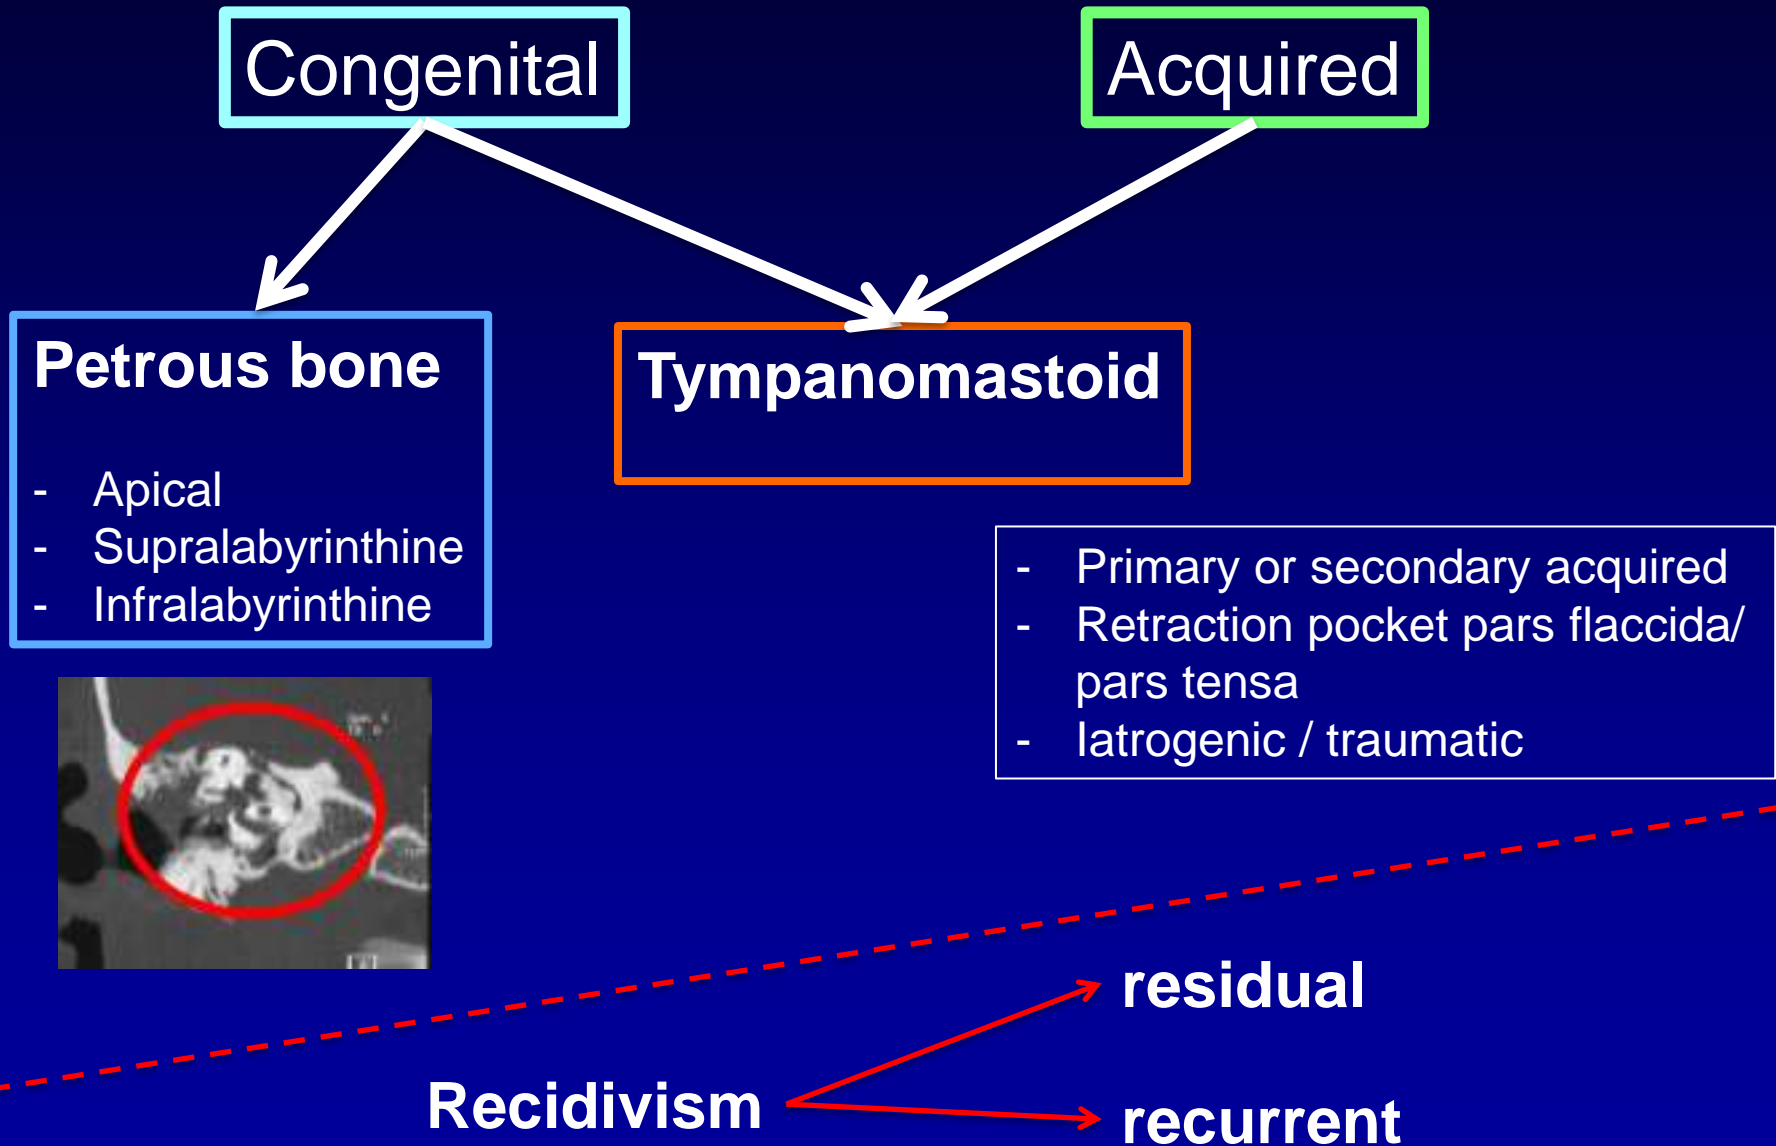 Congenital
Acquired
Petrous bone
- Apical
- Supralabyrinthine
- Infralabyrinthine
Tympanomastoid
- Primary or secondary acquired
- Retraction pocket pars flaccida/
pars tensa
- Iatrogenic / traumatic
residual
Recidivism
recurrent